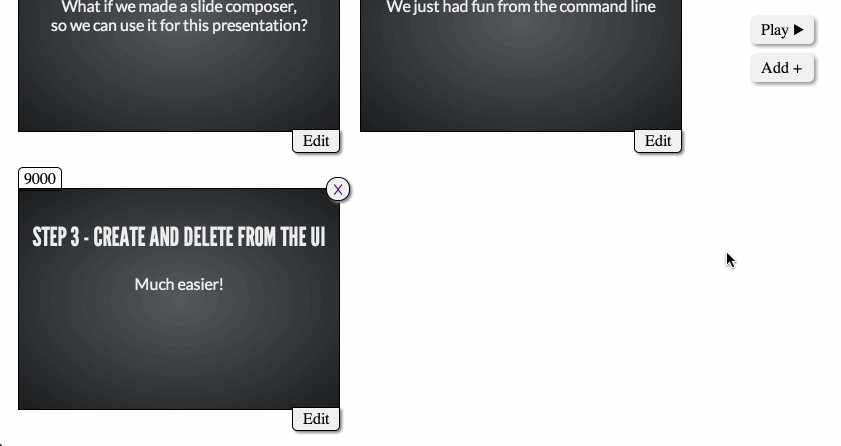 What if we made a slide composer,
so we can use it for this presentation?
We just had fun from the command line
Play ▶
Add +
Edit
Edit
9000
X
STEP 3 - CREATE AND DELETE FROM THE UI
Much easier!
Edit